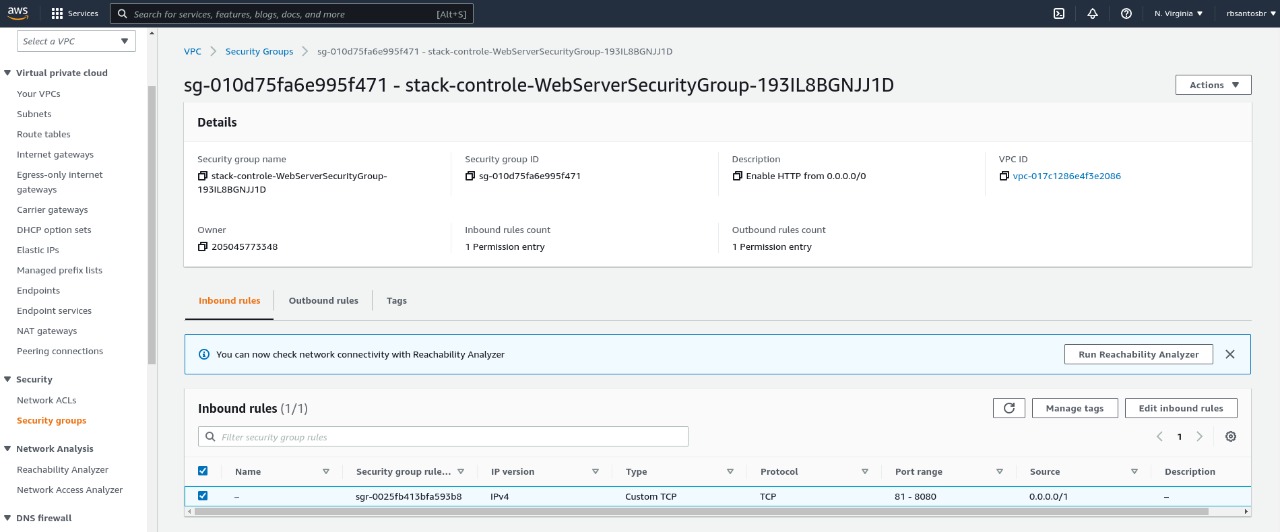 aws
Services
Search for services, features, blogs, docs, and more
[Alt+S]
N. Virginia
rbsantosbr
Select a VPC
Virtual private cloud
Your VPCs
Subnets
Route tables
Internet gateways
Egress-only internet
gateways
Carrier gateways
DHCP option sets
Elastic IPs
Managed prefix lists
Endpoints
Endpoint services
NAT gateways
Peering connections
Security
Network ACLs
Security groups
Network Analysis
Reachability Analyzer
Network Access Analyzer
DNS firewall
VPC > Security Groups > sg-010d75fa6e995f471 - stack-controle-WebServerSecurityGroup-193IL8BGNJJ1D
sg-010d75fa6e995f471 - stack-controle-WebServerSecurityGroup-193IL8BGNJJ1D
Actions
Details
Security group name
stack-controle-WebServerSecurityGroup-
193IL8BGNJJ1D
Security group ID
sg-010d75fa6e995f471
Description
Enable HTTP from 0.0.0.0/0
VPC ID
vpc-017c1286e4f3e2086
Owner
205045773348
Inbound rules count
1 Permission entry
Outbound rules count
1 Permission entry
Inbound rules
Outbound rules
Tags
You can now check network connectivity with Reachability Analyzer
Run Reachability Analyzer
Inbound rules (1/1)
Manage tags
Edit inbound rules
Filter security group rules
1
Name Security group rule... IP version Type Protocol Port range Source Description
– sgr-0025fb413bfa593b8 IPv4 Custom TCP TCP 81 - 8080 0.0.0.0/1 –